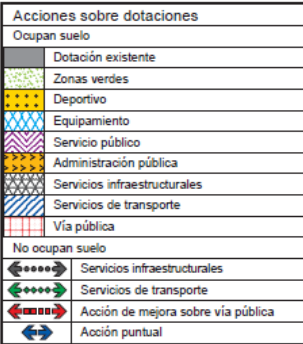 Acciones sobre dotaciones
Ocupan suelo
Dotación existente
Zonas verdes
Deportivo
Equipamiento
Servicio público
Administración pública
Servicios infraestructurales
Servicios de transporte
Vía pública
No ocupan suelo
Servicios infraestructurales
Servicios de transporte
Acción de mejora sobre vía pública
Acción puntual